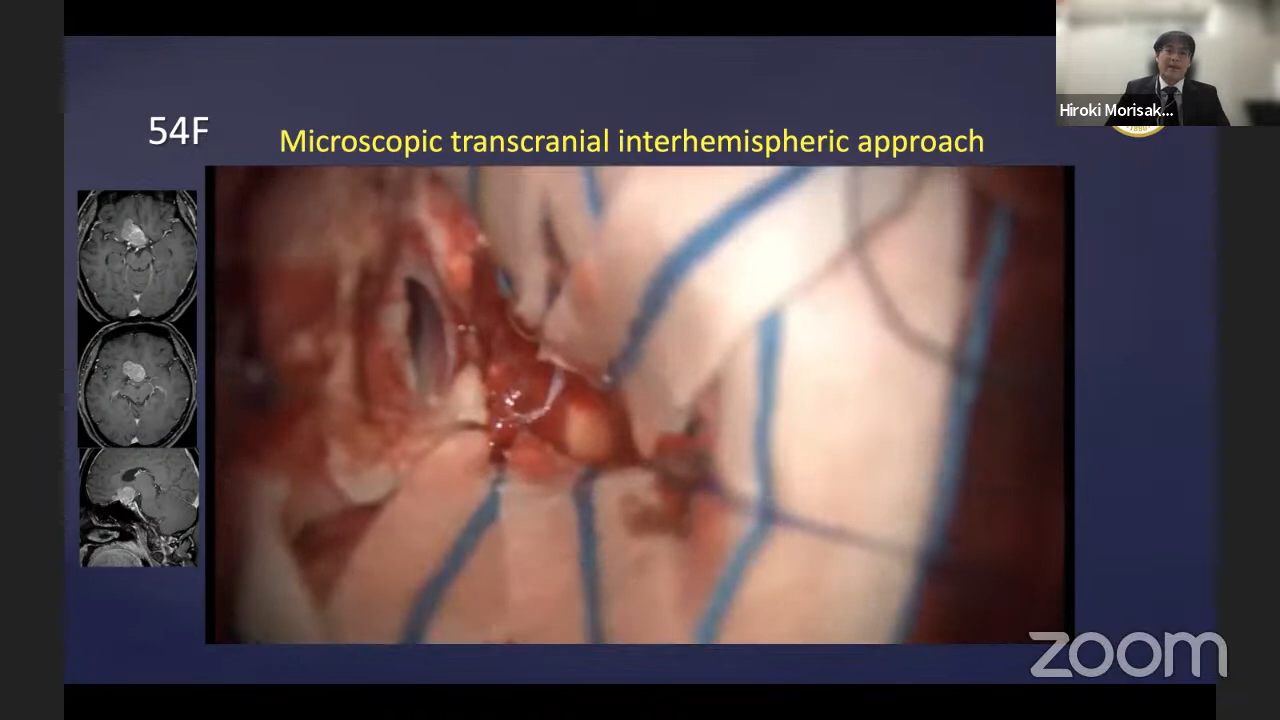 54F
Microscopic transcranial interhemispheric approach
Hiroki Morisak...
zoom